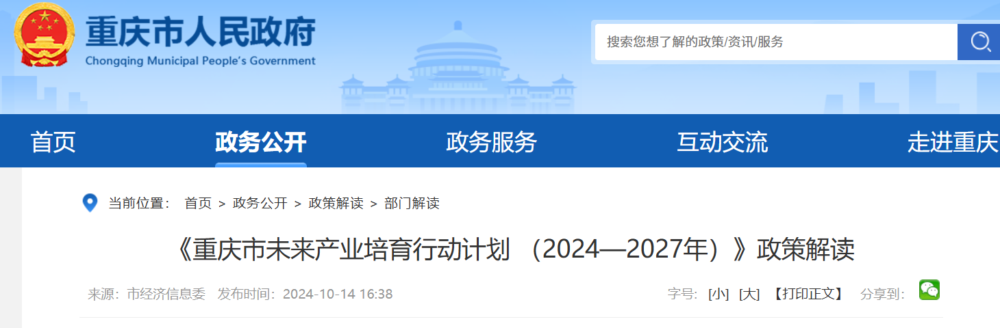 重庆市人民政府
Chongqing Municipal People's Government
搜索您想了解的政策/资讯/服务
首页 政务公开 政务服务 互动交流 走进重庆
当前位置： 首页 > 政务公开 > 政策解读 > 部门解读
《重庆市未来产业培育行动计划 （2024—2027年）》政策解读
来源：市经济信息委 发布时间：2024-10-14 16:38 字号：[小] [大] 【打印正文】 分享到：